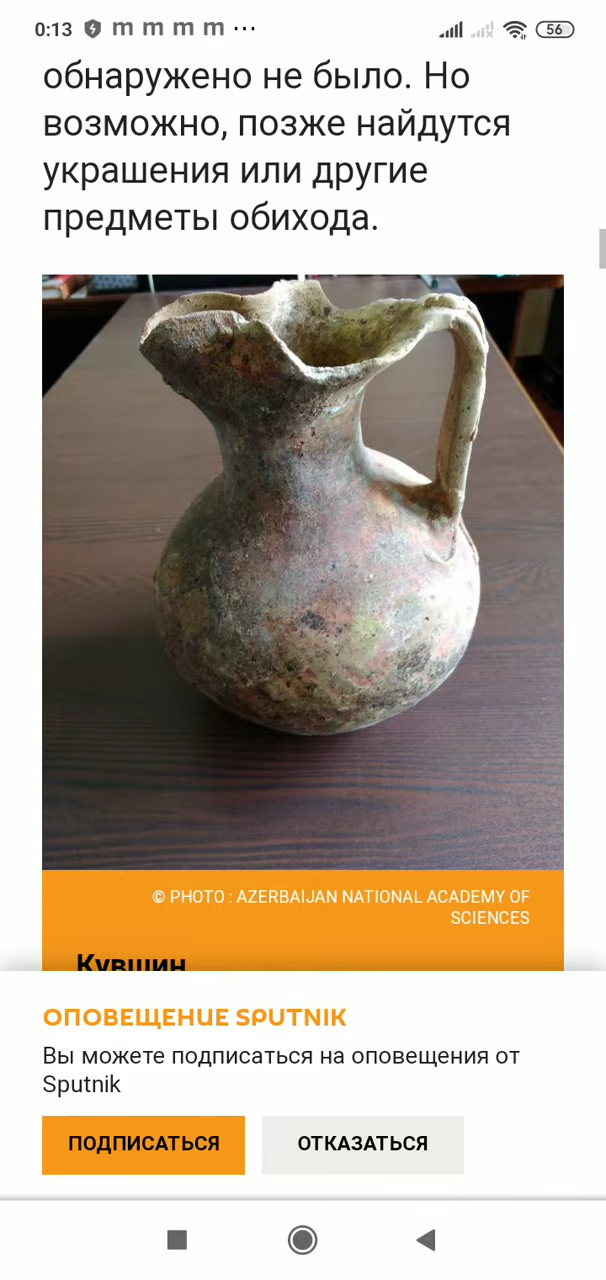 0:13 m m m m ... 56
обнаружено не было. Но
возможно, позже найдутся
украшения или другие
предметы обихода.
© PHOTO : AZERBAIJAN NATIONAL ACADEMY OF
SCIENCES
Кувшин
ОПОВЕЩЕНИЕ SPUTNIK
Вы можете подписаться на оповещения от
Sputnik
ПОДПИСАТЬСЯ ОТКАЗАТЬСЯ